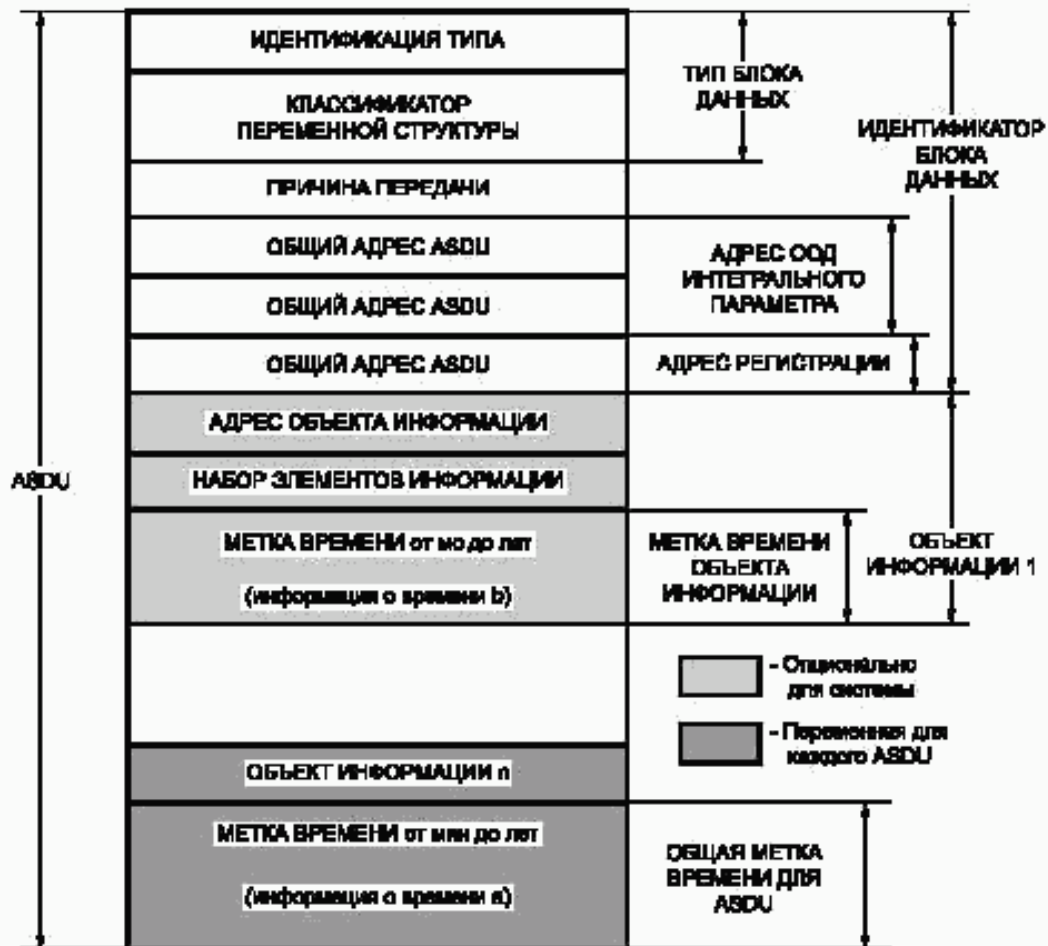 ИДЕНТИФИКАЦИЯ ТИПА
КЛАССИФИКАТОР
ПЕРЕМЕННОЙ СТРУКТУРЫ
ТИП БЛОКА
ДАННЫХ
ИДЕНТИФИКАТОР
БЛОКА
ДАННЫХ
ПРИЧИНА ПЕРЕДАЧИ
ОБЩИЙ АДРЕС ASDU
ОБЩИЙ АДРЕС ASDU
АДРЕС ООД
ИНТЕГРАЛЬНОГО
ПАРАМЕТРА
ОБЩИЙ АДРЕС ASDU
АДРЕС РЕГИСТРАЦИИ
АДРЕС ОБЪЕКТА ИНФОРМАЦИИ
ASDU
НАБОР ЭЛЕМЕНТОВ ИНФОРМАЦИИ
МЕТКА ВРЕМЕНИ от мс до лет
(информация о времени b)
МЕТКА ВРЕМЕНИ
ОБЪЕКТА
ИНФОРМАЦИИ
ОБЪЕКТ
ИНФОРМАЦИИ 1
- Опционально
для системы
- Переменная для
каждого ASDU
ОБЪЕКТ ИНФОРМАЦИИ n
МЕТКА ВРЕМЕНИ от мин до лет
(информация о времени a)
ОБЩАЯ МЕТКА
ВРЕМЕНИ ДЛЯ
ASDU